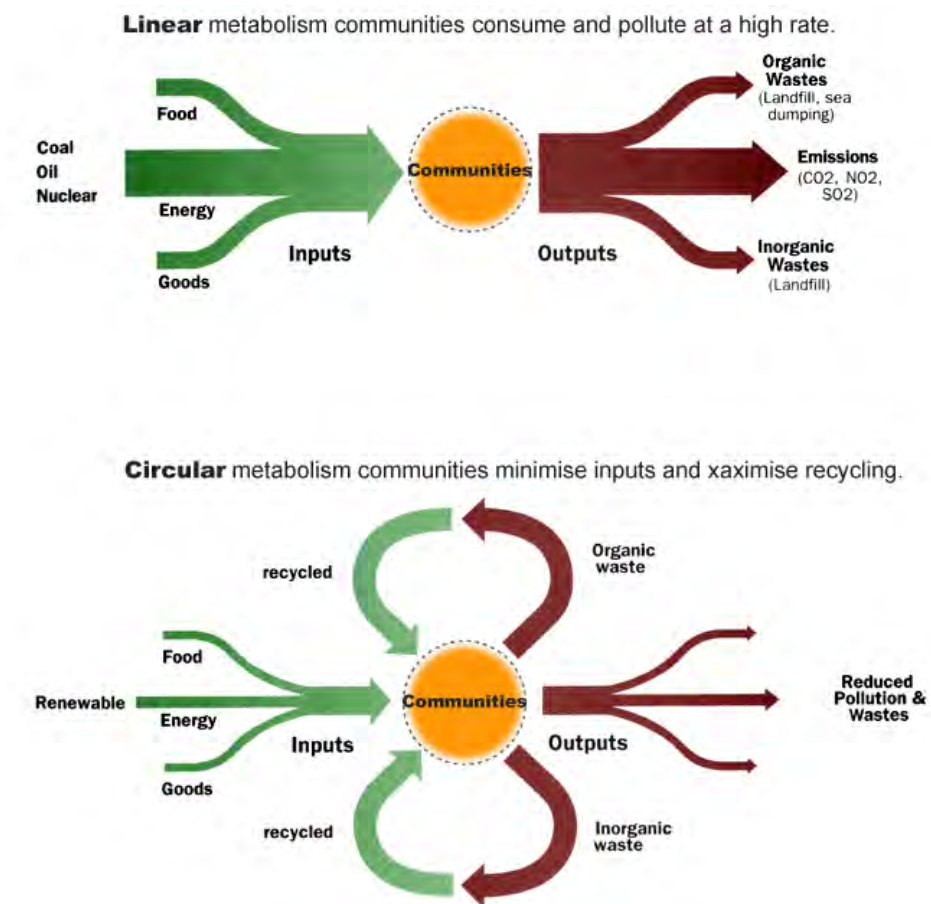 Linear metabolism communities consume and pollute at a high rate.
Food
Coal
Oil
Nuclear
Energy
Goods
Inputs
Communities
Outputs
Organic
Wastes
(Landfill, sea
dumping)
Emissions
(CO2, NO2,
SO2)
Inorganic
Wastes
(Landfill)
Circular metabolism communities minimise inputs and xaximise recycling.
recycled
Organic
waste
Food
Renewable
Energy
Goods
Inputs
Communities
Outputs
Reduced
Pollution &
Wastes
recycled
Inorganic
waste